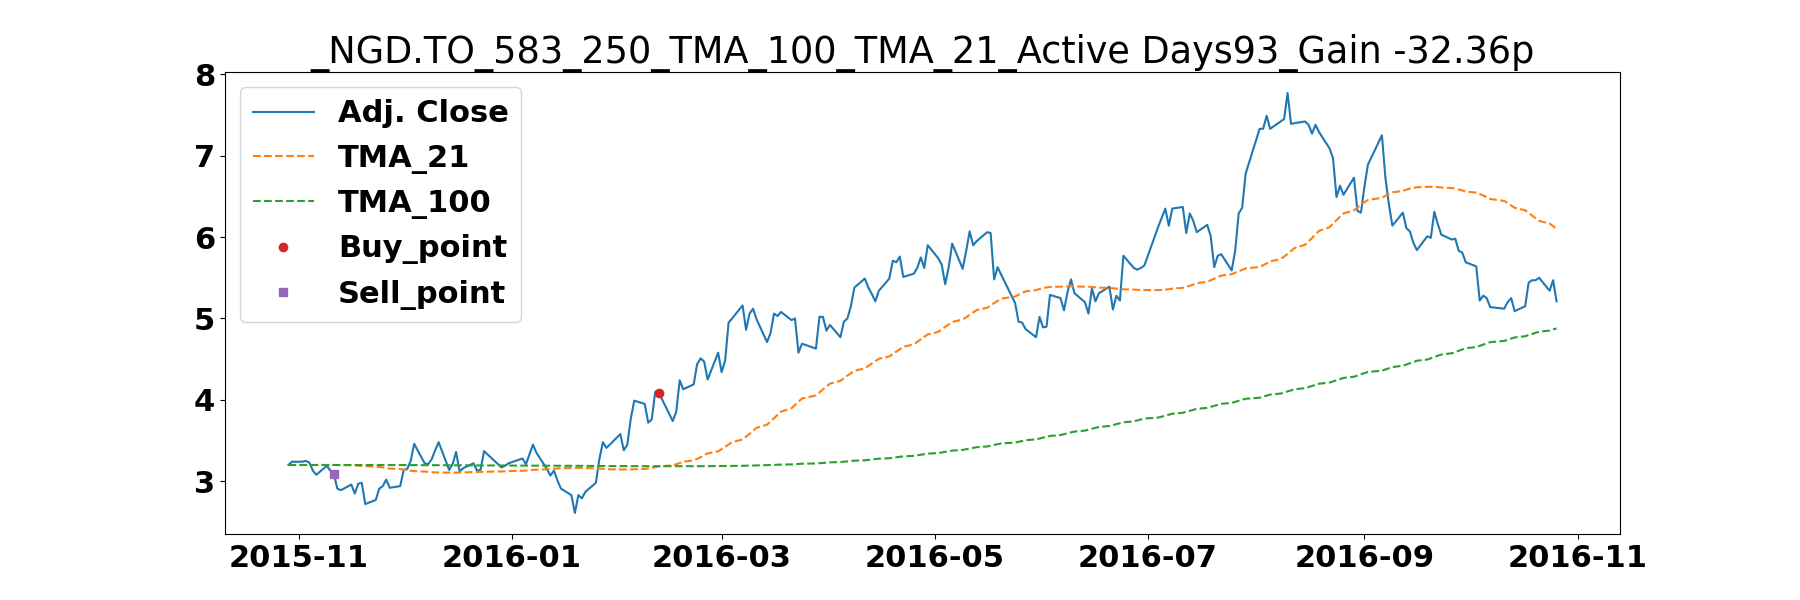 _NGD.TO_583_250_TMA_100_TMA_21_Active Days93_Gain -32.36p
8
7
6
5
4
3
Adj. Close
TMA_21
TMA_100
Buy_point
Sell_point
2015-11 2016-01 2016-03 2016-05 2016-07 2016-09 2016-11